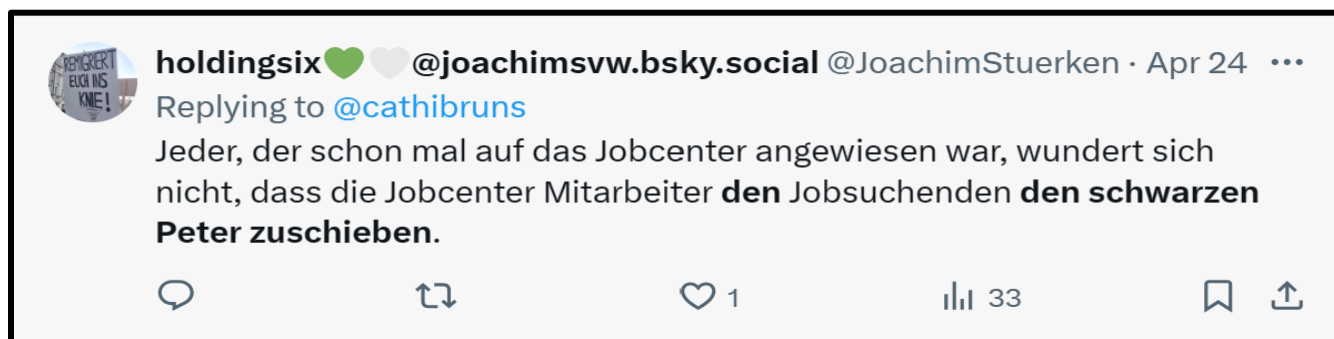 REMIGRIERT
EUCH INS
KNIE!
holdingsix💚🤍@joachimsvw.bsky.social @JoachimStuerken · Apr 24 ···
Replying to @cathibruns
Jeder, der schon mal auf das Jobcenter angewiesen war, wundert sich
nicht, dass die Jobcenter Mitarbeiter den Jobsuchenden den schwarzen
Peter zuschieben.
1 33